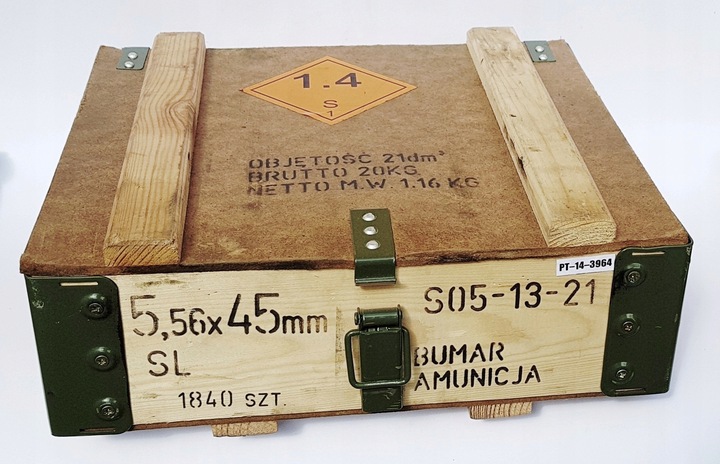 1.4
S
1
OBJĘTOŚĆ 21dm³
BRUTTO 20KG
NETTO M.W. 1.16 KG
PT-14-3964
5,56x45mm
S05-13-21
SL
BUMAR
AMUNICJA
1840 SZT.